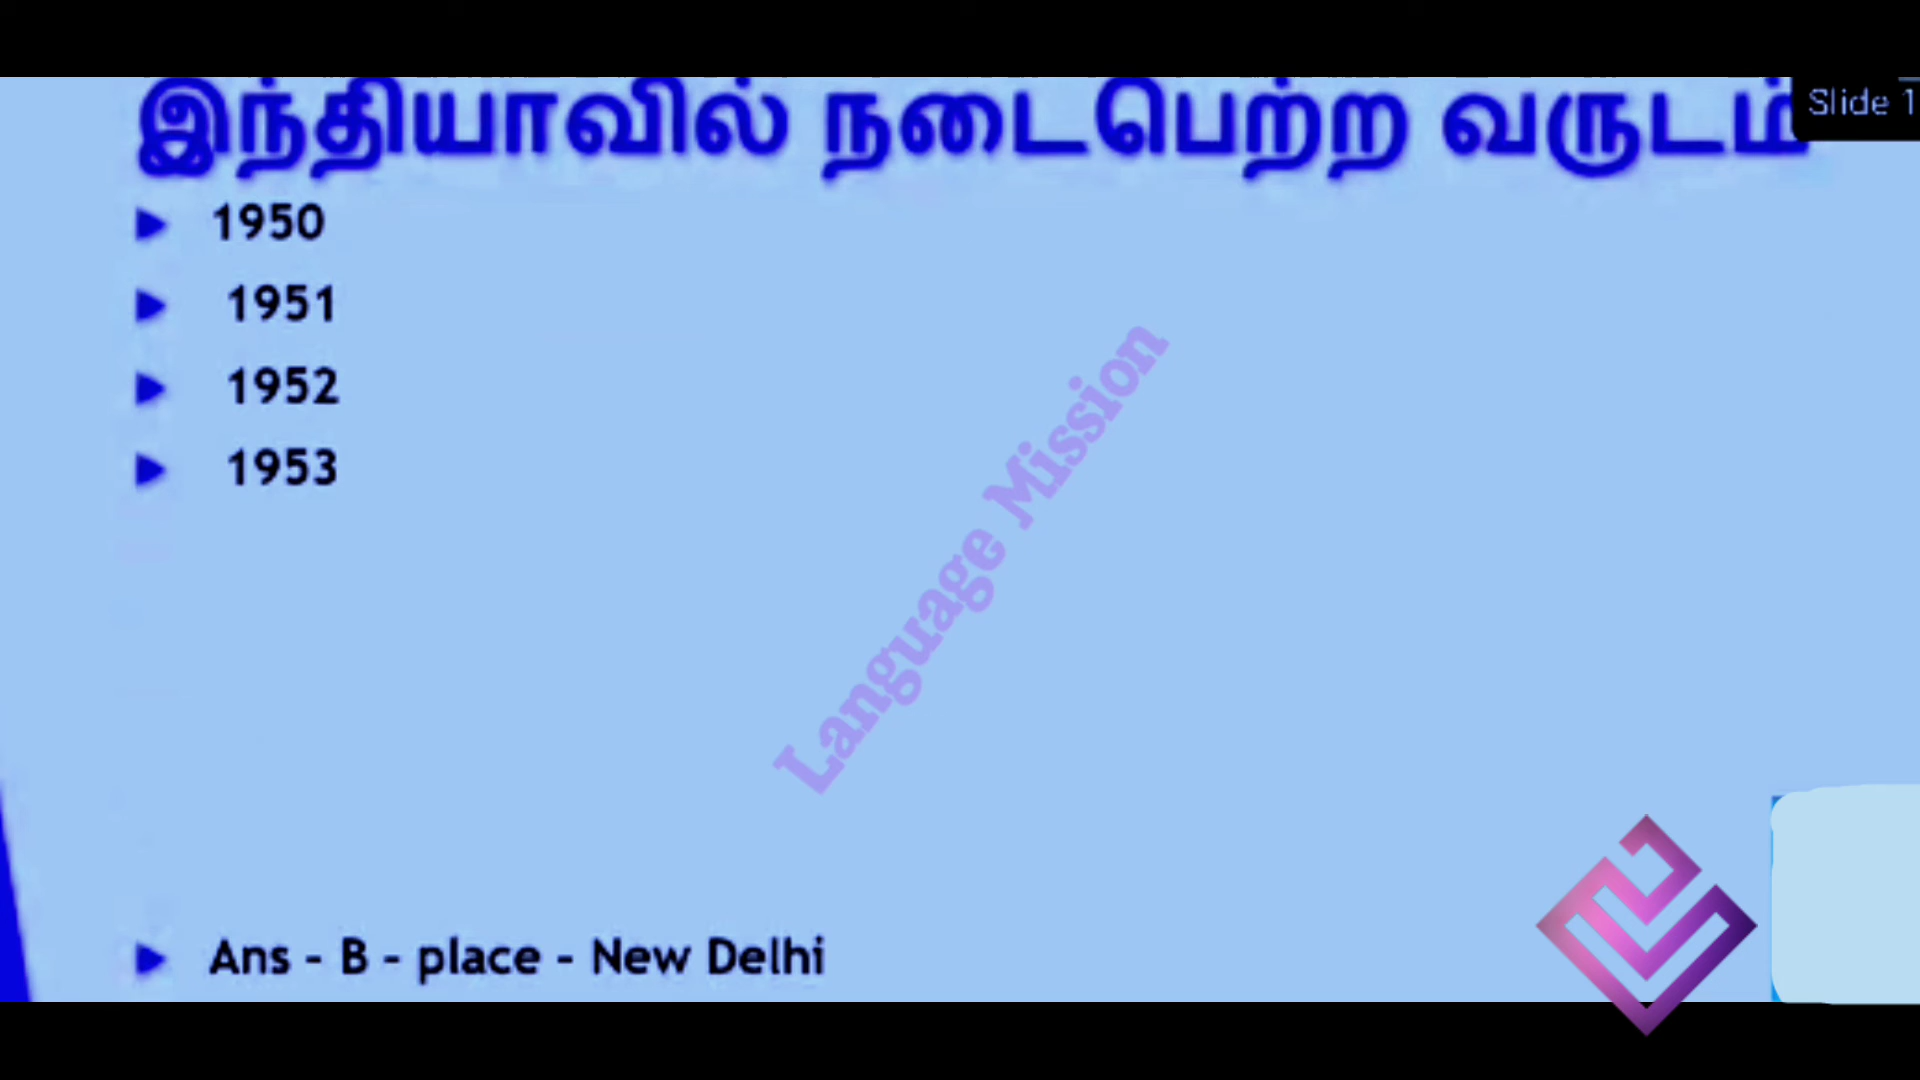 இந்தியாவில் நடைபெற்ற வருடம்
Slide 1
1950
1951
1952
1953
Language Mission
Ans - B - place - New Delhi